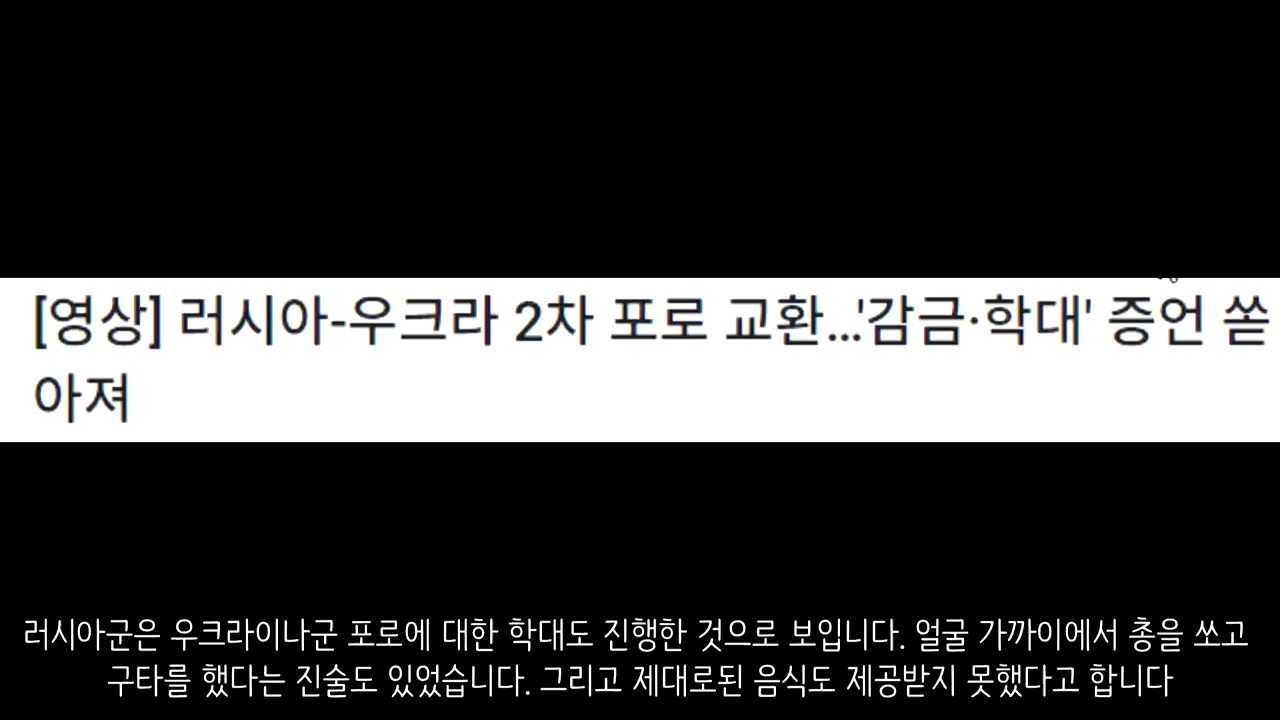 [영상] 러시아-우크라 2차 포로 교환...'감금·학대' 증언 쏟
아져
러시아군은 우크라이나군 포로에 대한 학대도 진행한 것으로 보입니다. 얼굴 가까이에서 총을 쏘고
구타를 했다는 진술도 있었습니다. 그리고 제대로된 음식도 제공받지 못했다고 합니다